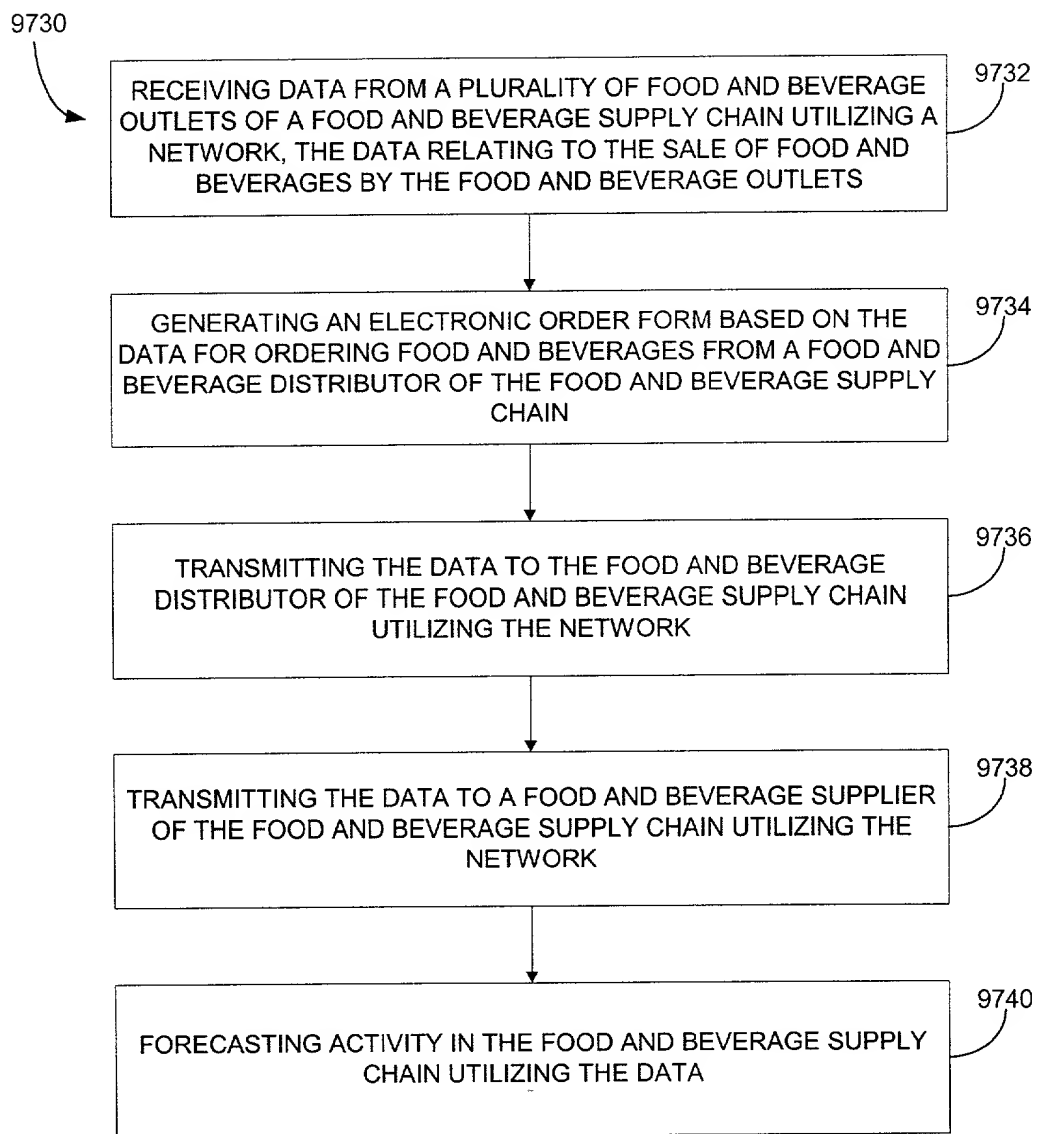 9730
9732
RECEIVING DATA FROM A PLURALITY OF FOOD AND BEVERAGE
OUTLETS OF A FOOD AND BEVERAGE SUPPLY CHAIN UTILIZING A
NETWORK, THE DATA RELATING TO THE SALE OF FOOD AND
BEVERAGES BY THE FOOD AND BEVERAGE OUTLETS
9734
GENERATING AN ELECTRONIC ORDER FORM BASED ON THE
DATA FOR ORDERING FOOD AND BEVERAGES FROM A FOOD AND
BEVERAGE DISTRIBUTOR OF THE FOOD AND BEVERAGE SUPPLY
CHAIN
9736
TRANSMITTING THE DATA TO THE FOOD AND BEVERAGE
DISTRIBUTOR OF THE FOOD AND BEVERAGE SUPPLY CHAIN
UTILIZING THE NETWORK
9738
TRANSMITTING THE DATA TO A FOOD AND BEVERAGE SUPPLIER
OF THE FOOD AND BEVERAGE SUPPLY CHAIN UTILIZING THE
NETWORK
9740
FORECASTING ACTIVITY IN THE FOOD AND BEVERAGE SUPPLY
CHAIN UTILIZING THE DATA